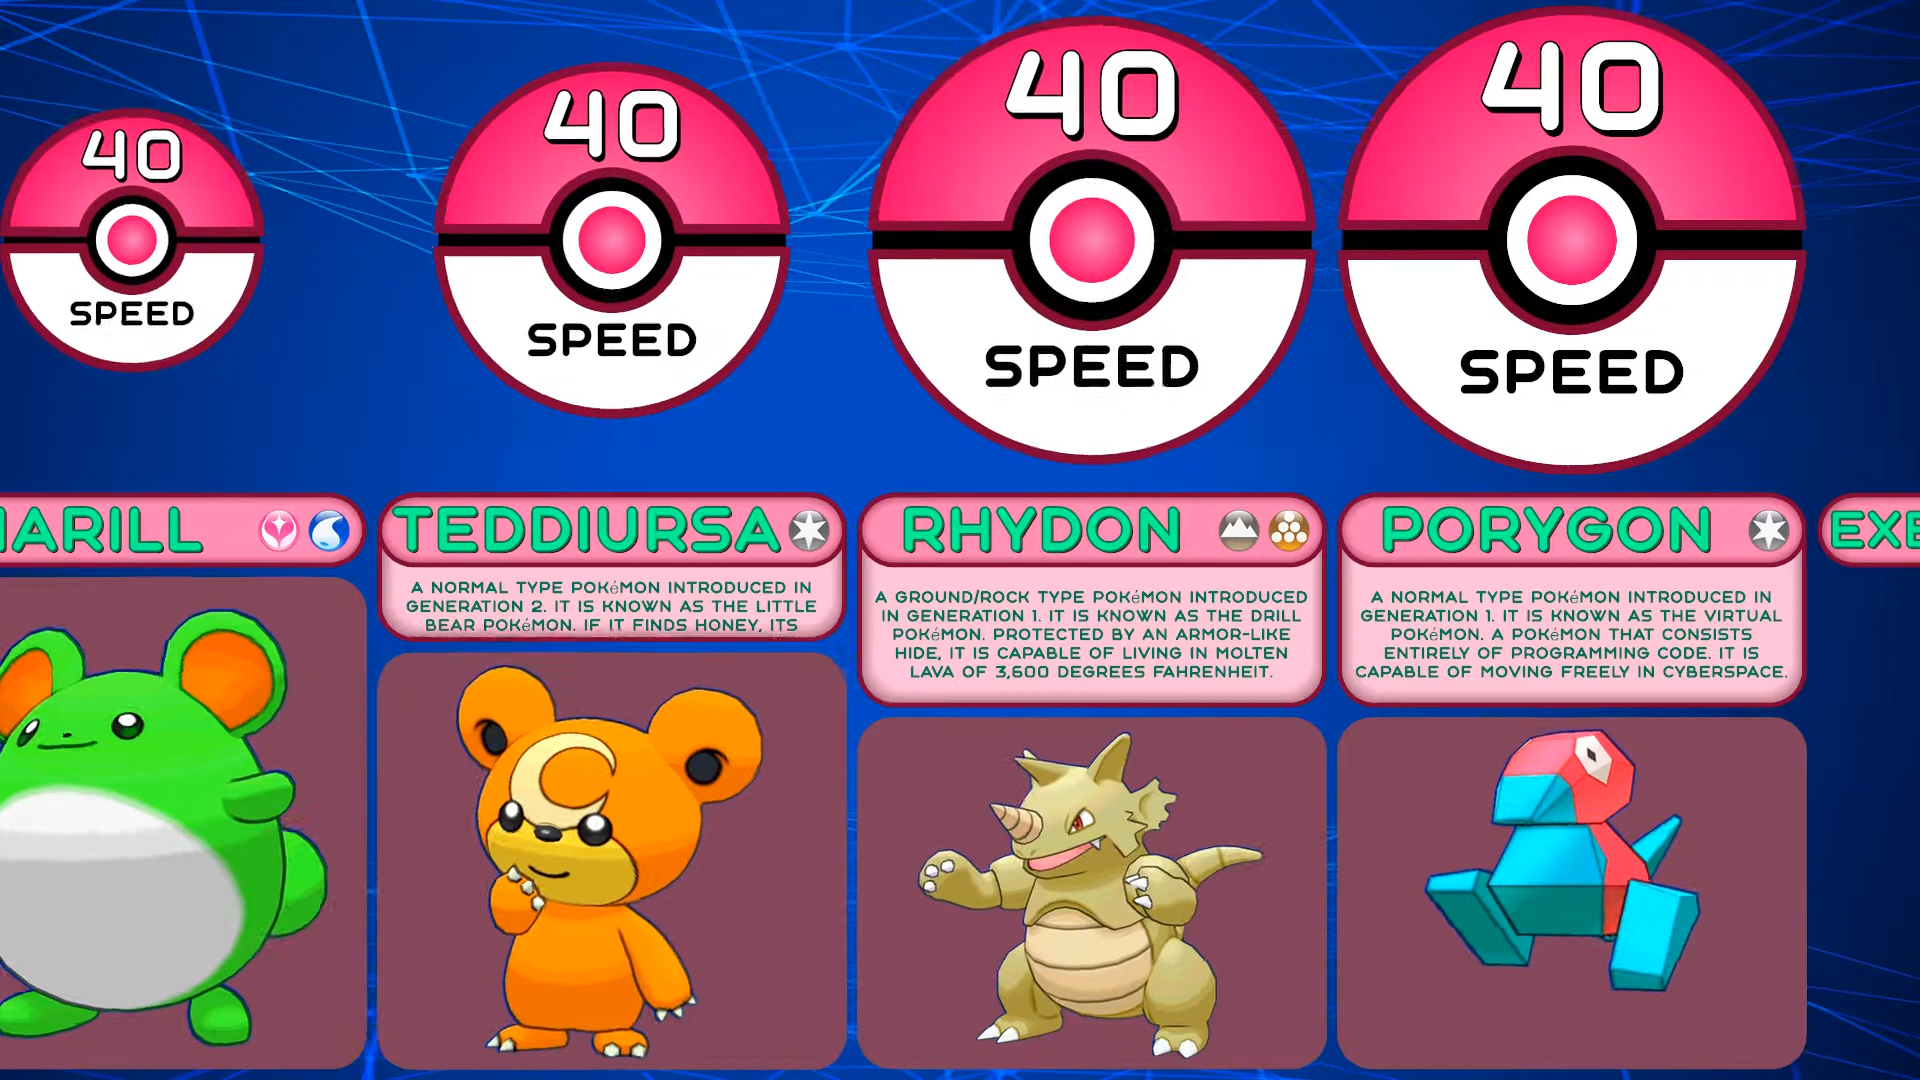 40
SPEED
40
SPEED
40
SPEED
40
SPEED
ARILL
TEDDIURSA
A NORMAL TYPE POKéMON INTRODUCED IN
GENERATION 2. IT IS KNOWN AS THE LITTLE
BEAR POKéMON. IF IT FINDS HONEY, ITS
RHYDON
A GROUND/ROCK TYPE POKéMON INTRODUCED
IN GENERATION 1. IT IS KNOWN AS THE DRILL
POKéMON. PROTECTED BY AN ARMOR-LIKE
HIDE, IT IS CAPABLE OF LIVING IN MOLTEN
LAVA OF 3,600 DEGREES FAHRENHEIT.
PORYGON
A NORMAL TYPE POKéMON INTRODUCED IN
GENERATION 1. IT IS KNOWN AS THE VIRTUAL
POKéMON. A POKéMON THAT CONSISTS
ENTIRELY OF PROGRAMMING CODE. IT IS
CAPABLE OF MOVING FREELY IN CYBERSPACE.
EXE